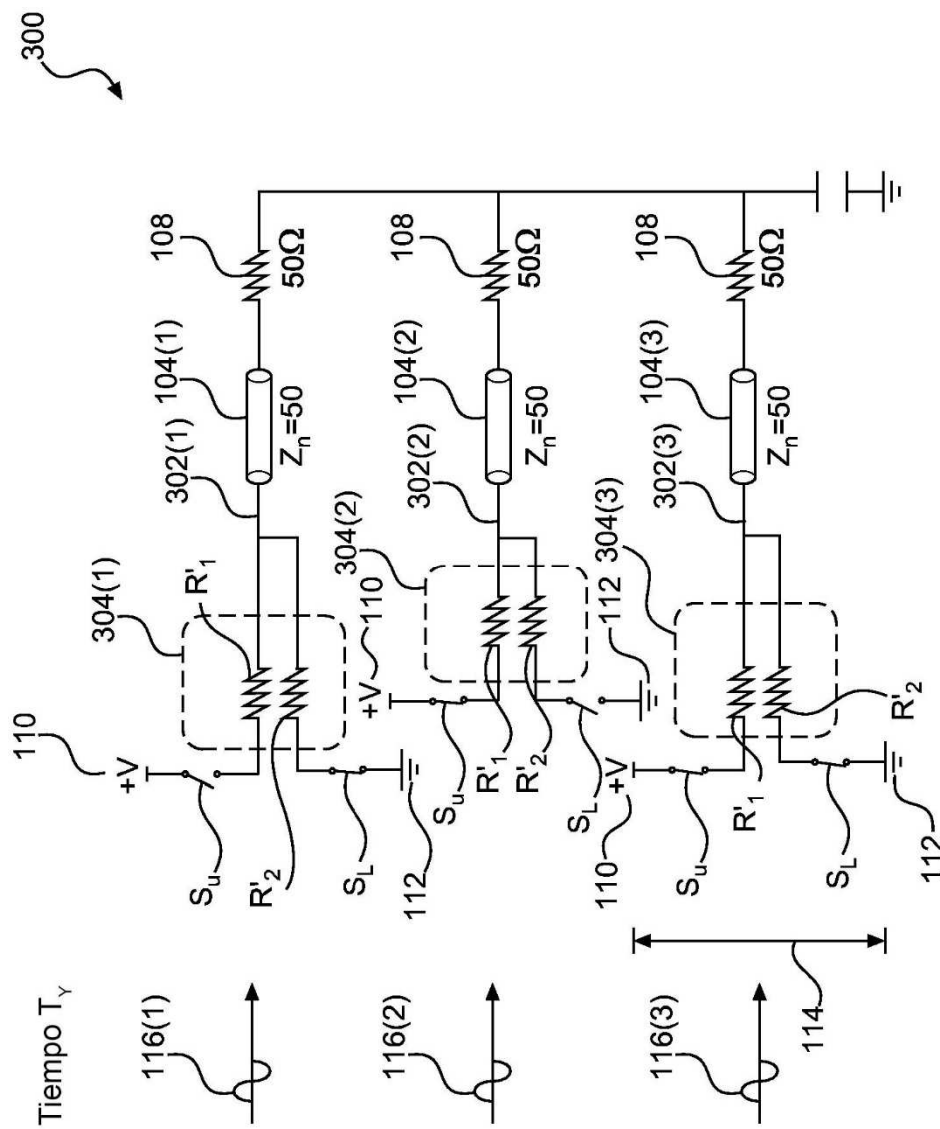 300
Tiempo T_Y
116(1)
110
+V
S_u
R'_2
S_L
112
304(1)
R'_1
302(1)
104(1)
Z_n=50
108
50Ω
116(2)
+V
110
304(2)
S_u
R'_1
R'_2
S_L
112
302(2)
104(2)
Z_n=50
108
50Ω
116(3)
114
110
+V
S_u
R'_1
S_L
112
304(3)
R'_2
302(3)
104(3)
Z_n=50
108
50Ω